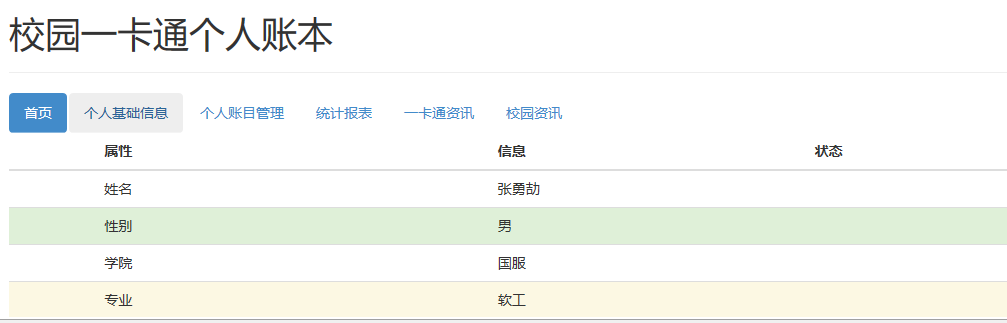 校园一卡通个人账本
首页 个人基础信息 个人账目管理 统计报表 一卡通资讯 校园资讯
属性 信息 状态
姓名 张勇劼
性别 男
学院 国服
专业 软工